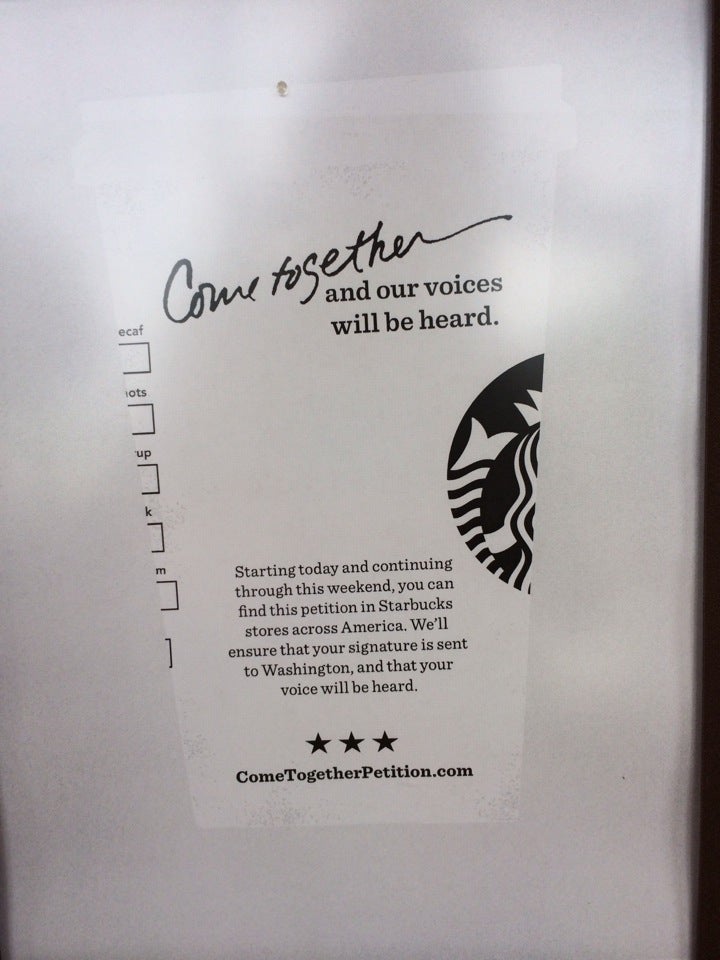 Come together
and our voices
will be heard.
ecaf
ots
up
k
m
Starting today and continuing
through this weekend, you can
find this petition in Starbucks
stores across America. We'll
ensure that your signature is sent
to Washington, and that your
voice will be heard.
ComeTogetherPetition.com